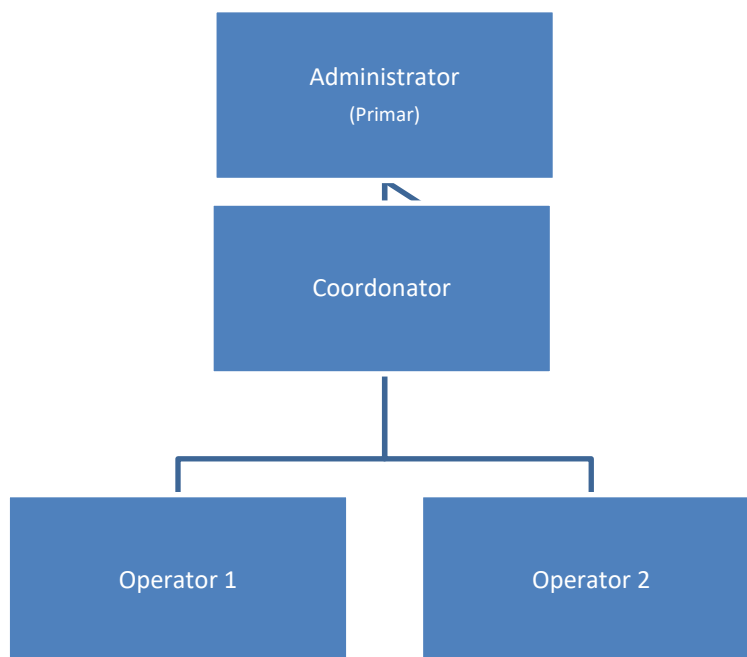 Administrator
(Primar)
Coordonator
Operator 1
Operator 2